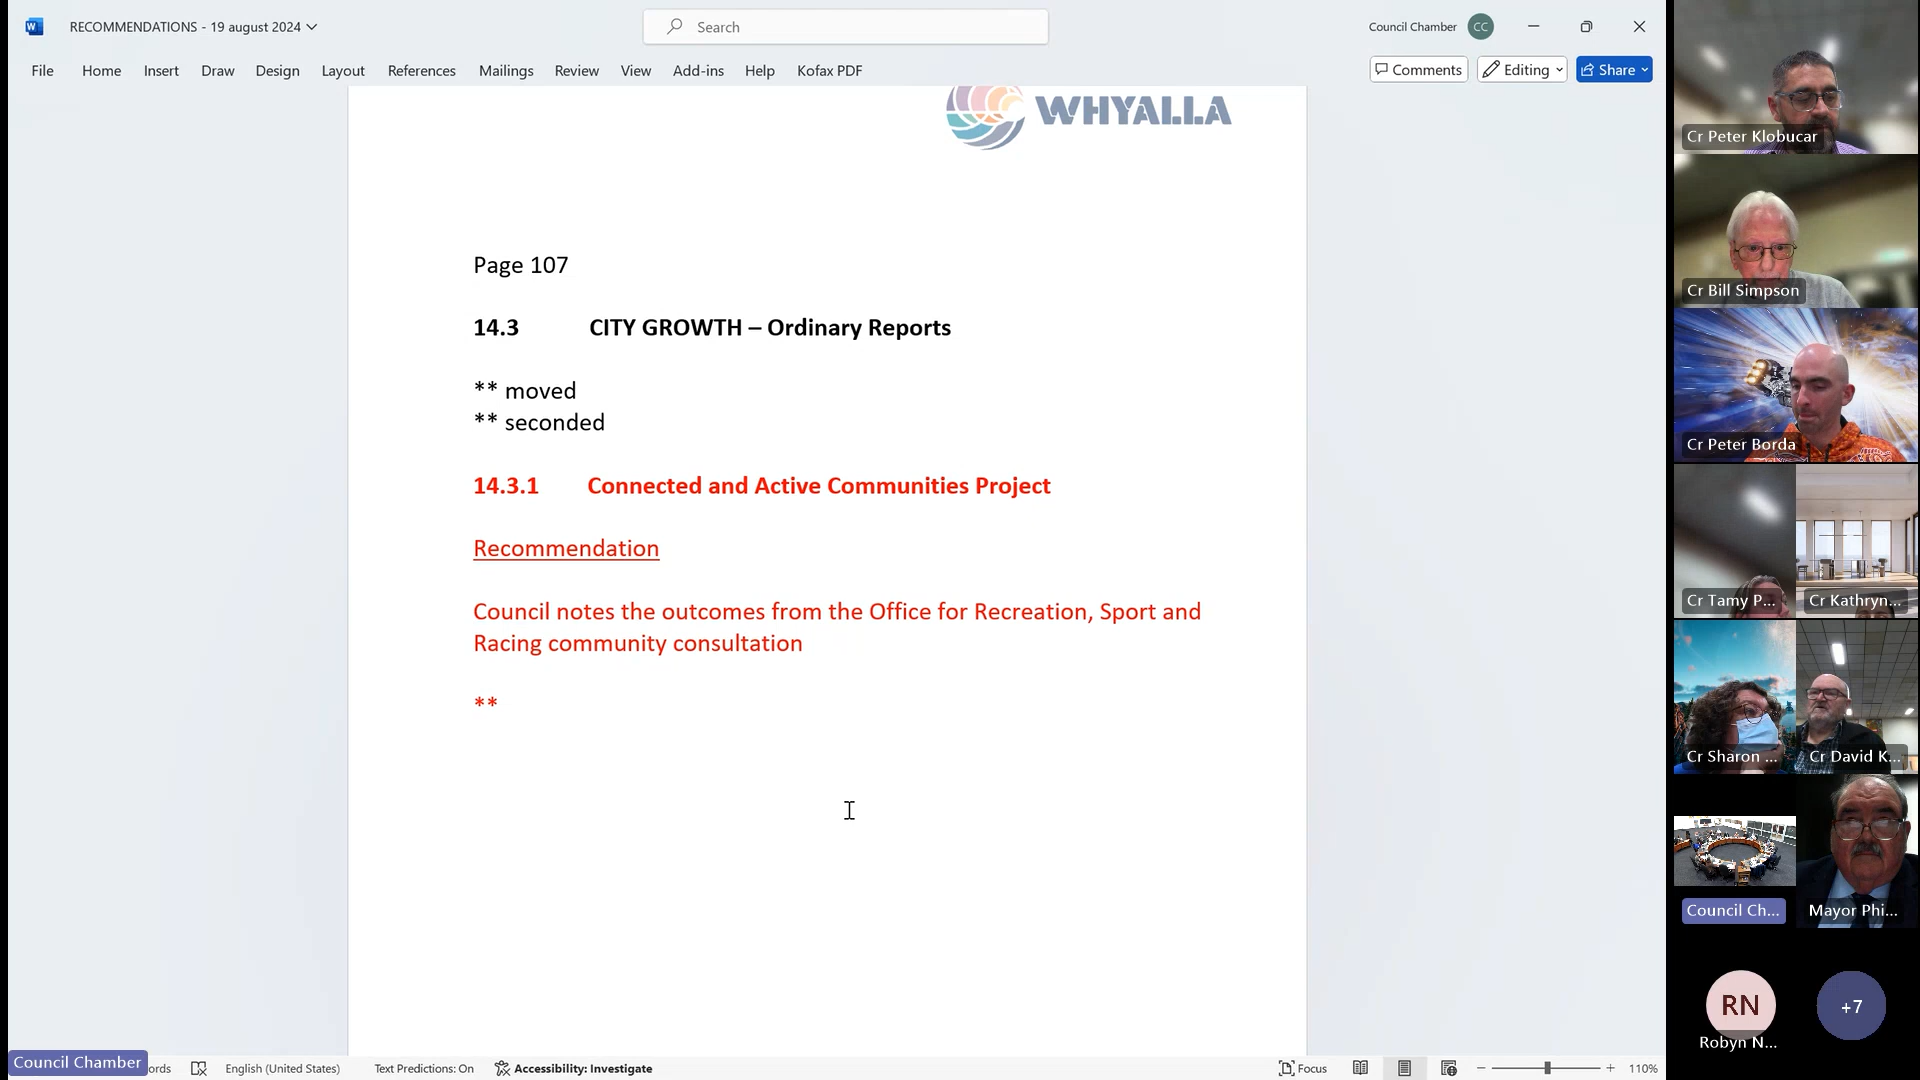 RECOMMENDATIONS - 19 august 2024
Search
Council Chamber CC
File Home Insert Draw Design Layout References Mailings Review View Add-ins Help Kofax PDF
Comments Editing Share
WHYALLA
Page 107
14.3 CITY GROWTH – Ordinary Reports
** moved
** seconded
14.3.1 Connected and Active Communities Project
Recommendation
Council notes the outcomes from the Office for Recreation, Sport and
Racing community consultation
**
Cr Peter Klobucar
Cr Bill Simpson
Cr Peter Borda
Cr Tamy P...
Cr Kathryn...
Cr Sharon ...
Cr David K...
Council Ch...
Mayor Phi...
RN
Robyn N...
+7
Council Chamber
ords English (United States) Text Predictions: On Accessibility: Investigate
Focus 110%